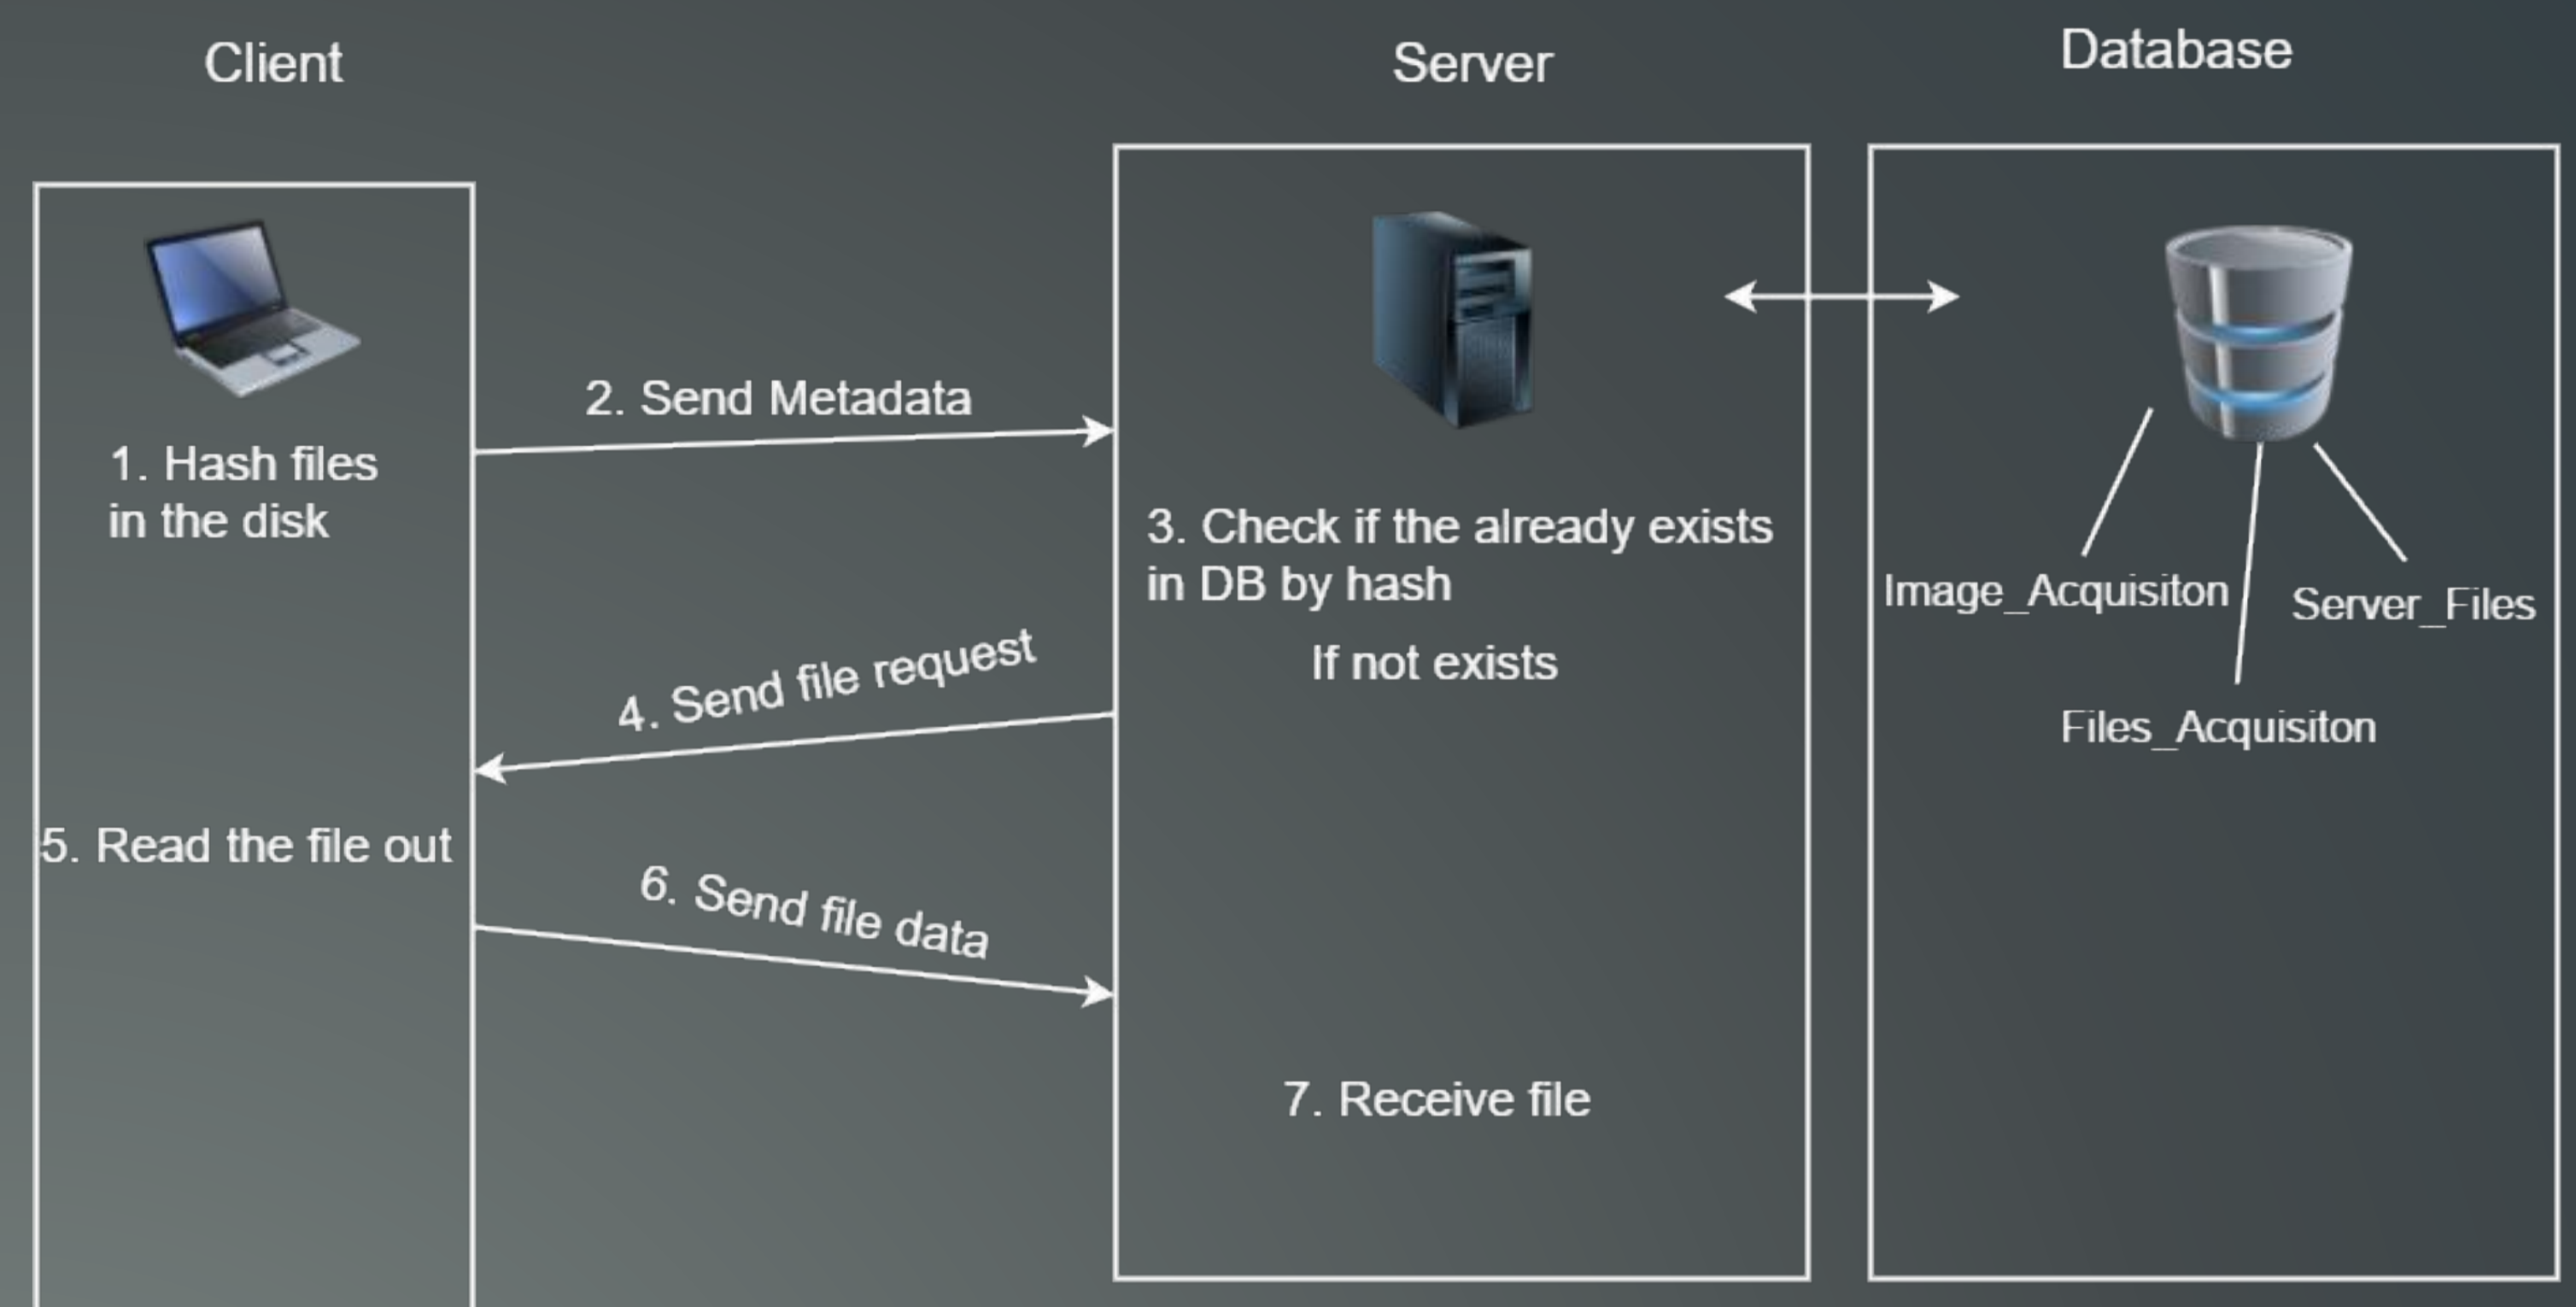 Client
Server
Database
1. Hash files
in the disk
2. Send Metadata
3. Check if the already exists
in DB by hash
If not exists
4. Send file request
5. Read the file out
6. Send file data
7. Receive file
Image_Acquisiton
Server_Files
Files_Acquisiton